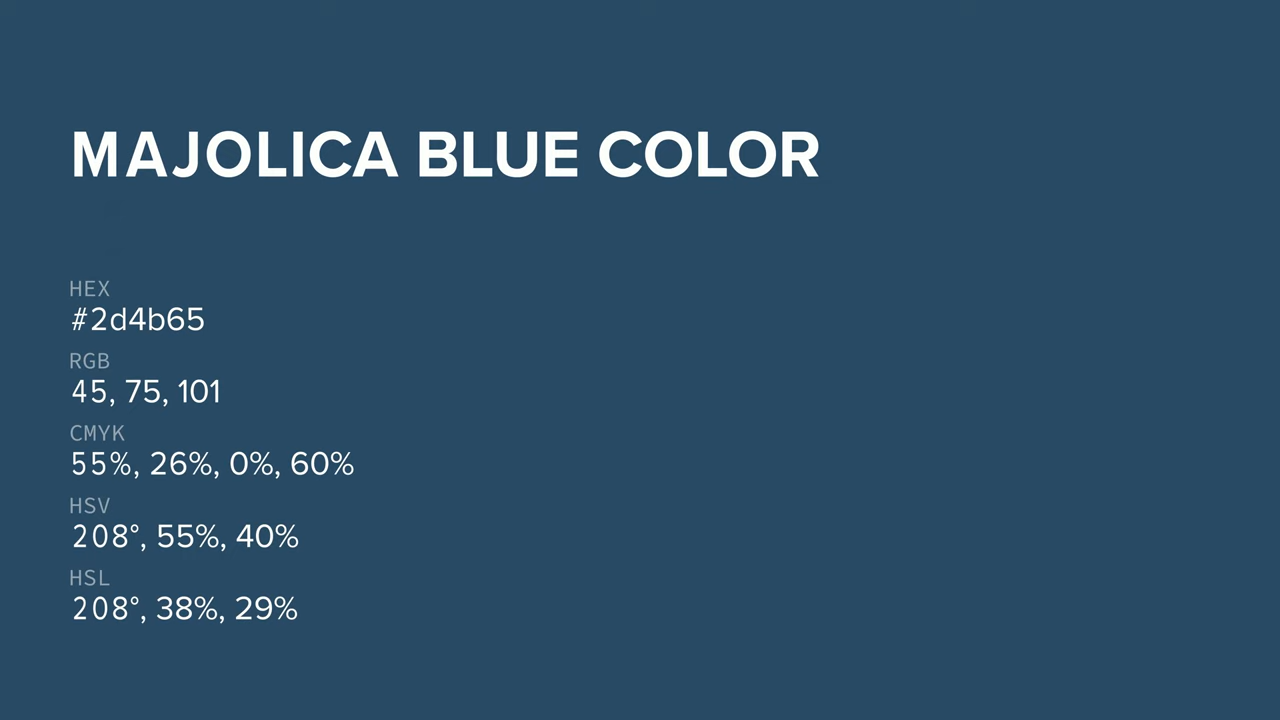 MAJOLICA BLUE COLOR
HEX
#2d4b65
RGB
45, 75, 101
CMYK
55%, 26%, 0%, 60%
HSV
208°, 55%, 40%
HSL
208°, 38%, 29%